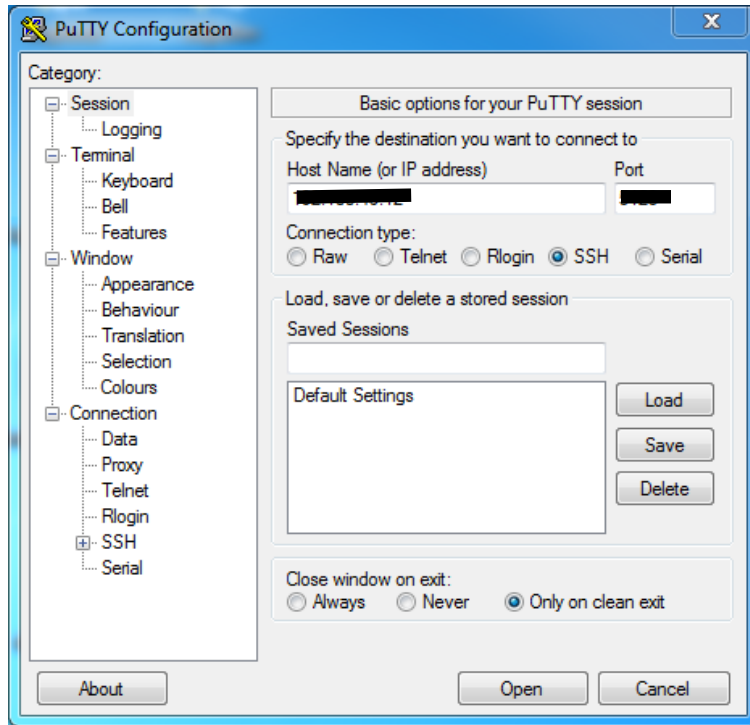 PuTTY Configuration
X
Category:
Session
Logging
Terminal
Keyboard
Bell
Features
Window
Appearance
Behaviour
Translation
Selection
Colours
Connection
Data
Proxy
Telnet
Rlogin
SSH
Serial
Basic options for your PuTTY session
Specify the destination you want to connect to
Host Name (or IP address) Port
Connection type:
Raw Telnet Rlogin SSH Serial
Load, save or delete a stored session
Saved Sessions
Default Settings
Load
Save
Delete
Close window on exit:
Always Never Only on clean exit
About Open Cancel